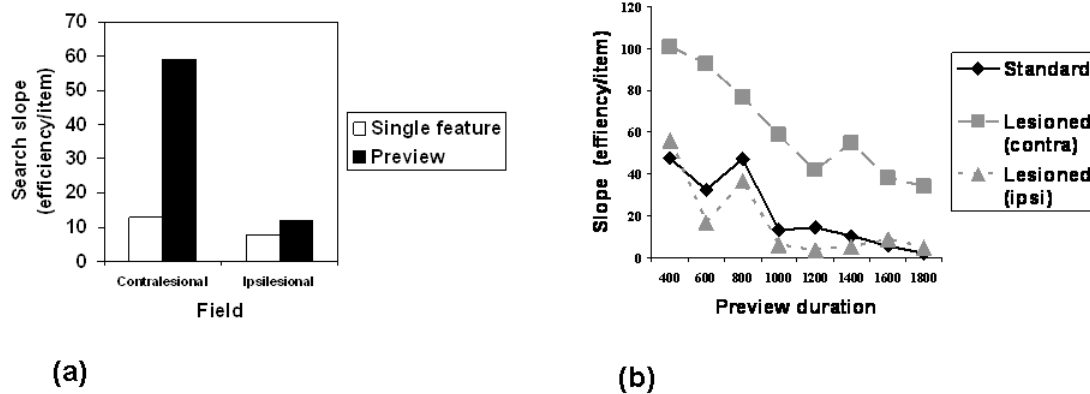 70
60
50
40
30
20
10
0
Search slope
(efficiency/item)
Contralesional Ipsilesional
Field
Single feature
Preview
(a)
120
100
80
60
40
20
0
Slope (effiency/item)
400 600 800 1000 1200 1400 1600 1800
Preview duration
Standard
Lesioned
(contra)
Lesioned
(ipsi)
(b)